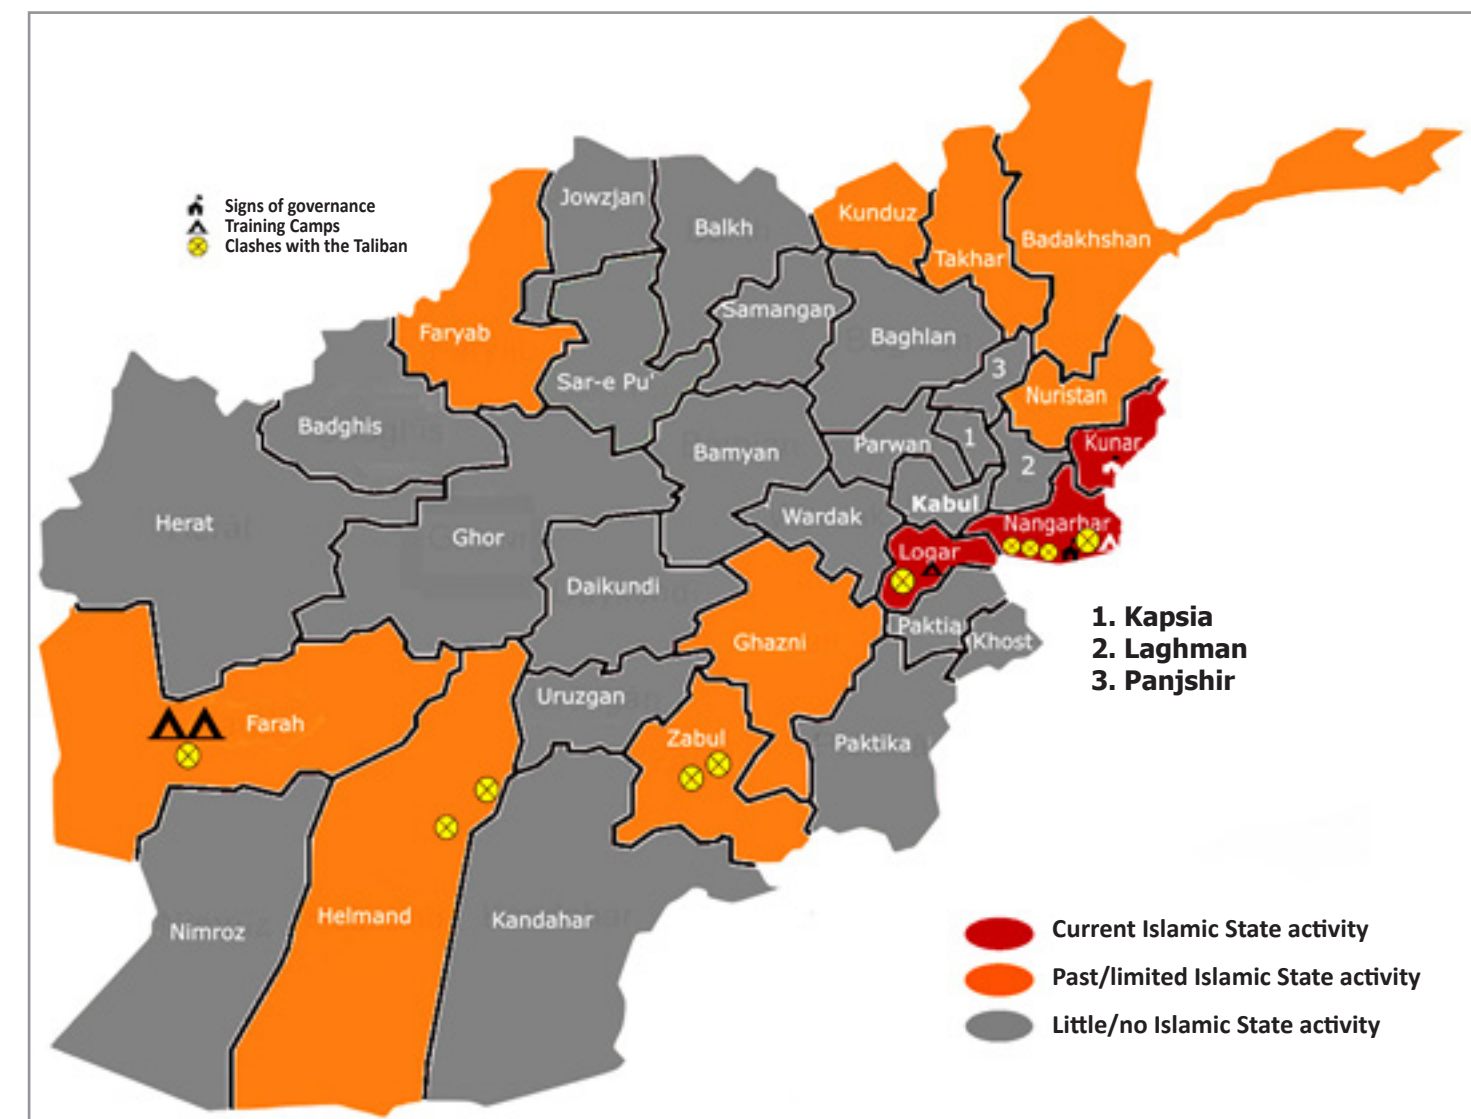 Signs of governance
Training Camps
Clashes with the Taliban
Jowzjan
Balkh
Kunduz
Takhar
Badakhshan
Faryab
Samangan
Baghlan
Sar-e Pu'
3
Nuristan
Badghis
Bamyan
Parwan
1
2
Kunar
Herat
Ghor
Wardak
Kabul
Nangarhar
Logar
Daikundi
Ghazni
Paktia
Khost
1. Kapsia
2. Laghman
3. Panjshir
Uruzgan
Farah
Zabul
Paktika
Helmand
Kandahar
Nimroz
Current Islamic State activity
Past/limited Islamic State activity
Little/no Islamic State activity